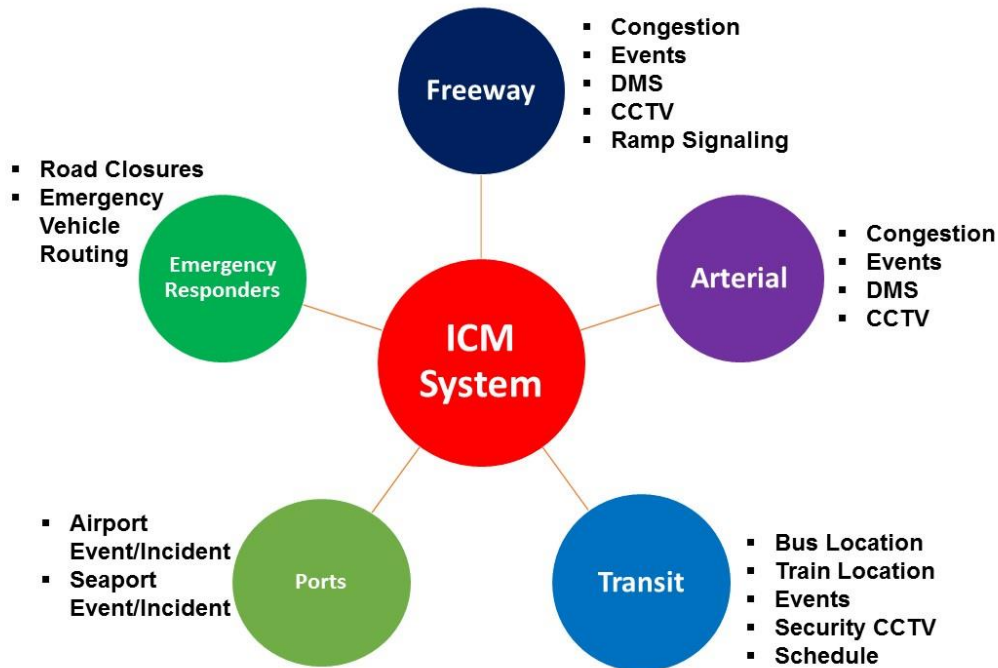 Freeway
▪ Congestion
▪ Events
▪ DMS
▪ CCTV
▪ Ramp Signaling
▪ Road Closures
▪ Emergency
Vehicle
Routing
Emergency
Responders
Arterial
▪ Congestion
▪ Events
▪ DMS
▪ CCTV
ICM
System
▪ Airport
Event/Incident
▪ Seaport
Event/Incident
Ports
Transit
▪ Bus Location
▪ Train Location
▪ Events
▪ Security CCTV
▪ Schedule